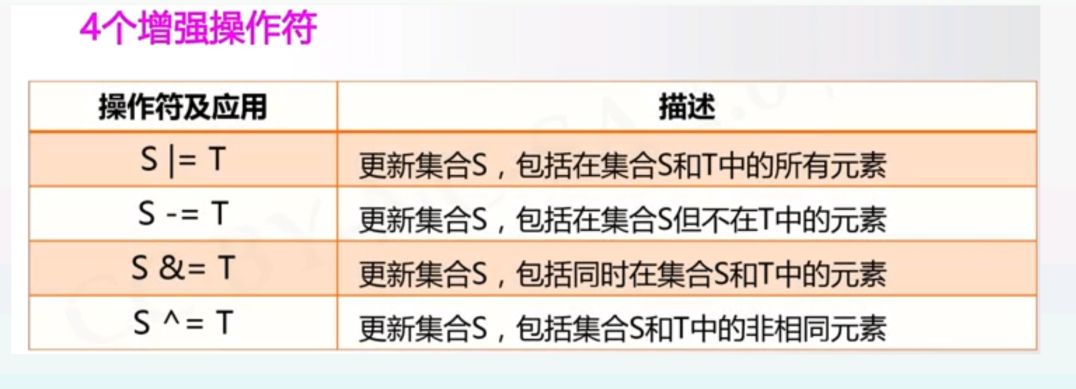 4个增强操作符
操作符及应用 描述
S |= T 更新集合S，包括在集合S和T中的所有元素
S -= T 更新集合S，包括在集合S但不在T中的元素
S &= T 更新集合S，包括同时在集合S和T中的元素
S ^= T 更新集合S，包括集合S和T中的非相同元素